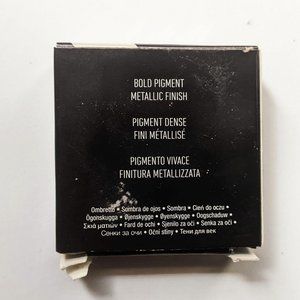 BOLD PIGMENT
METALLIC FINISH
PIGMENT DENSE
FINI MÉTALLISÉ
PIGMENTO VIVACE
FINITURA METALLIZZATA
Ombretto • Sombra de ojos • Sombra • Cień do oczu •
Ögonskugga • Øjenskygge • Øyenskygge • Oogschaduw •
Σκιά ματιών • Fard de ochi • Sjenilo za oči • Senka za oči •
Сенки за очи • Oční stíny • Тени для век